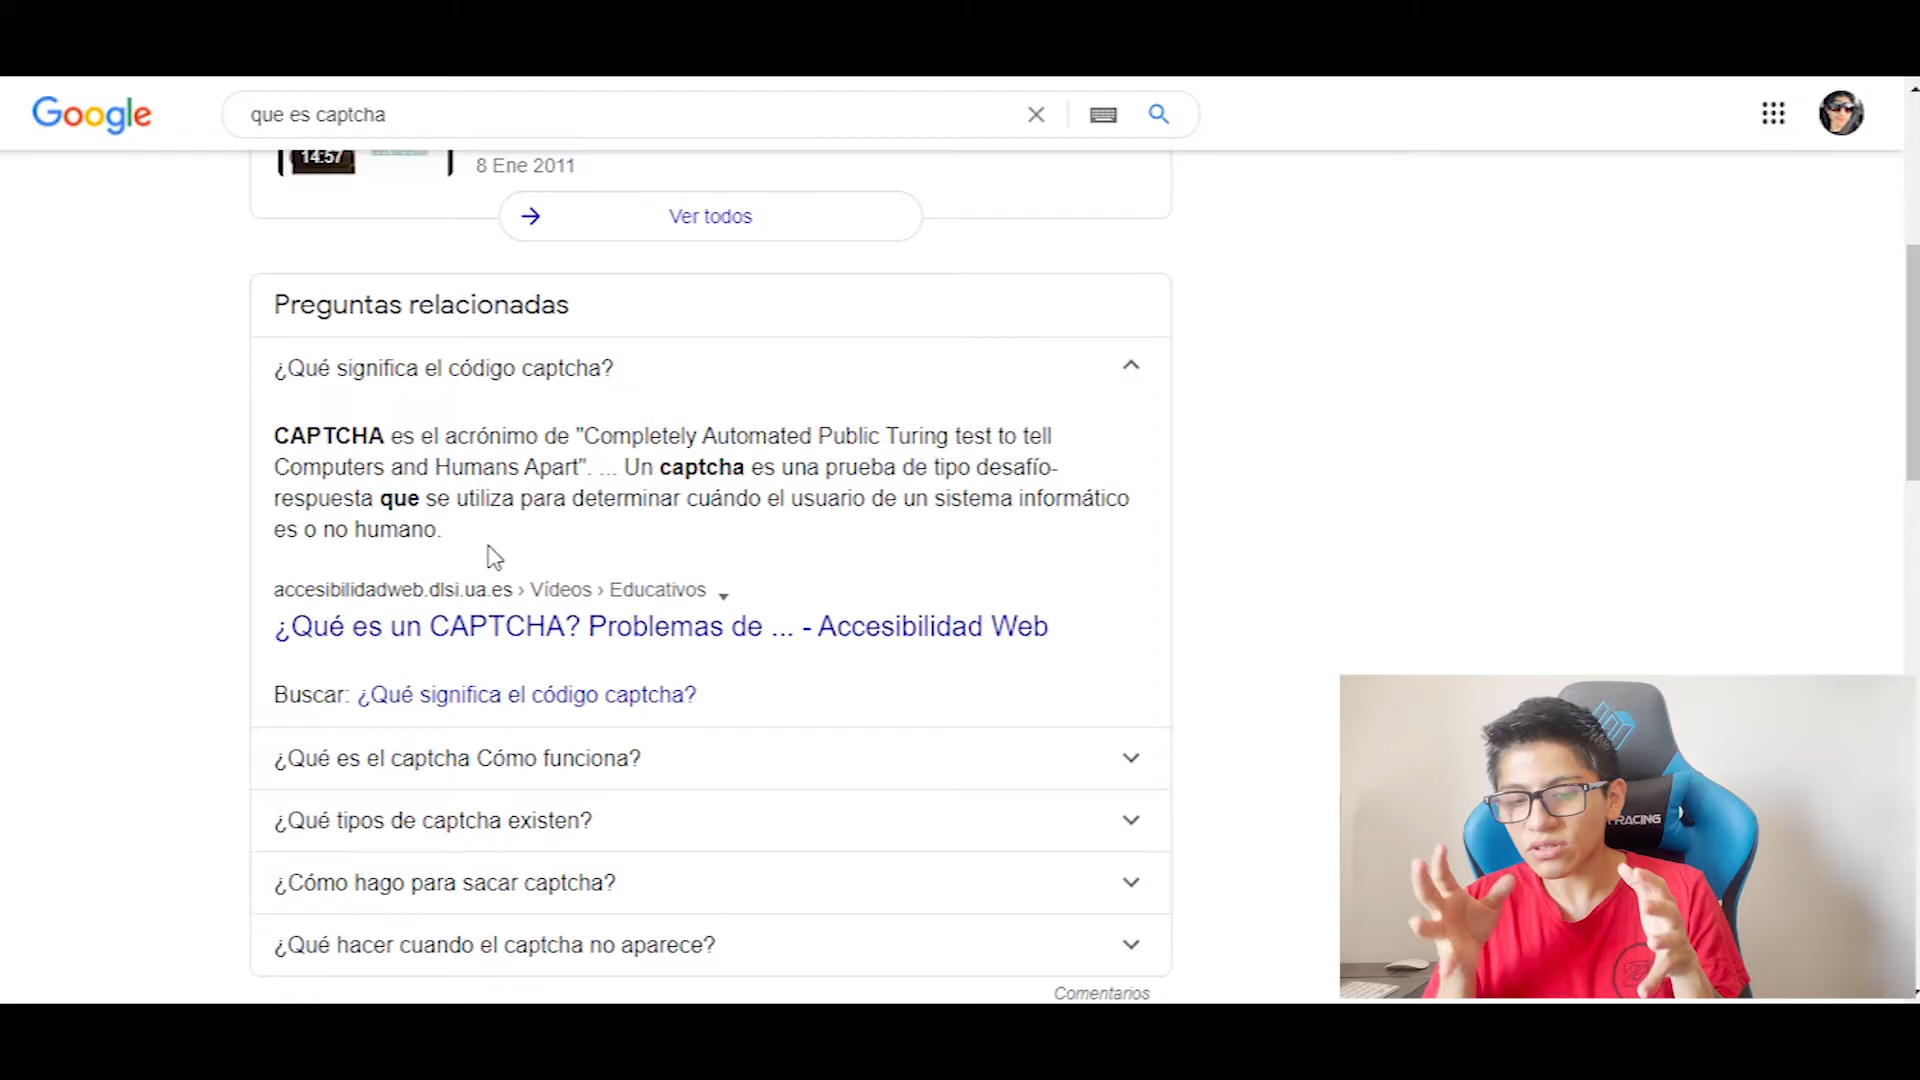 Google
que es captcha
14:57
8 Ene 2011
Ver todos
Preguntas relacionadas
¿Qué significa el código captcha?
CAPTCHA es el acrónimo de "Completely Automated Public Turing test to tell
Computers and Humans Apart". ... Un captcha es una prueba de tipo desafío-
respuesta que se utiliza para determinar cuándo el usuario de un sistema informático
es o no humano.
accesibilidadweb.dlsi.ua.es › Vídeos › Educativos
¿Qué es un CAPTCHA? Problemas de ... - Accesibilidad Web
Buscar: ¿Qué significa el código captcha?
¿Qué es el captcha Cómo funciona?
¿Qué tipos de captcha existen?
¿Cómo hago para sacar captcha?
¿Qué hacer cuando el captcha no aparece?
Comentarios
RACING